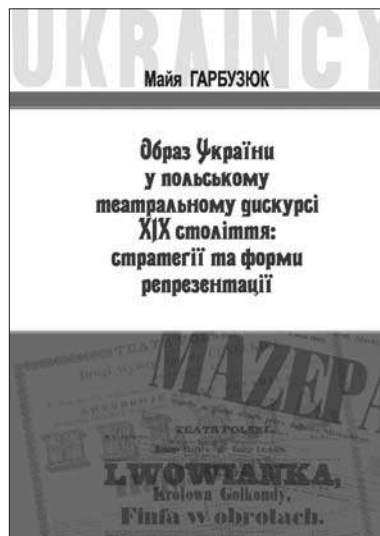 UKRAINCY
Майя ГАРБУЗЮК
Образ України
у польському
театральному дискурсі
XIX століття:
стратегії та форми
репрезентації
MAZEPA
TEATR POLSKI.
LWOWIANKA,
Królowa Golkondy,
Finfa w obrotach.